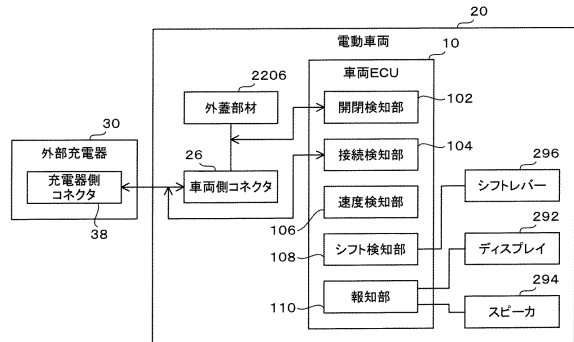 20
電動車両
10
車両ECU
2206
外蓋部材
開閉検知部
102
30
外部充電器
充電器側
コネクタ
38
26
車両側コネクタ
接続検知部
104
速度検知部
106
296
シフトレバー
シフト検知部
108
292
ディスプレイ
報知部
110
294
スピーカ